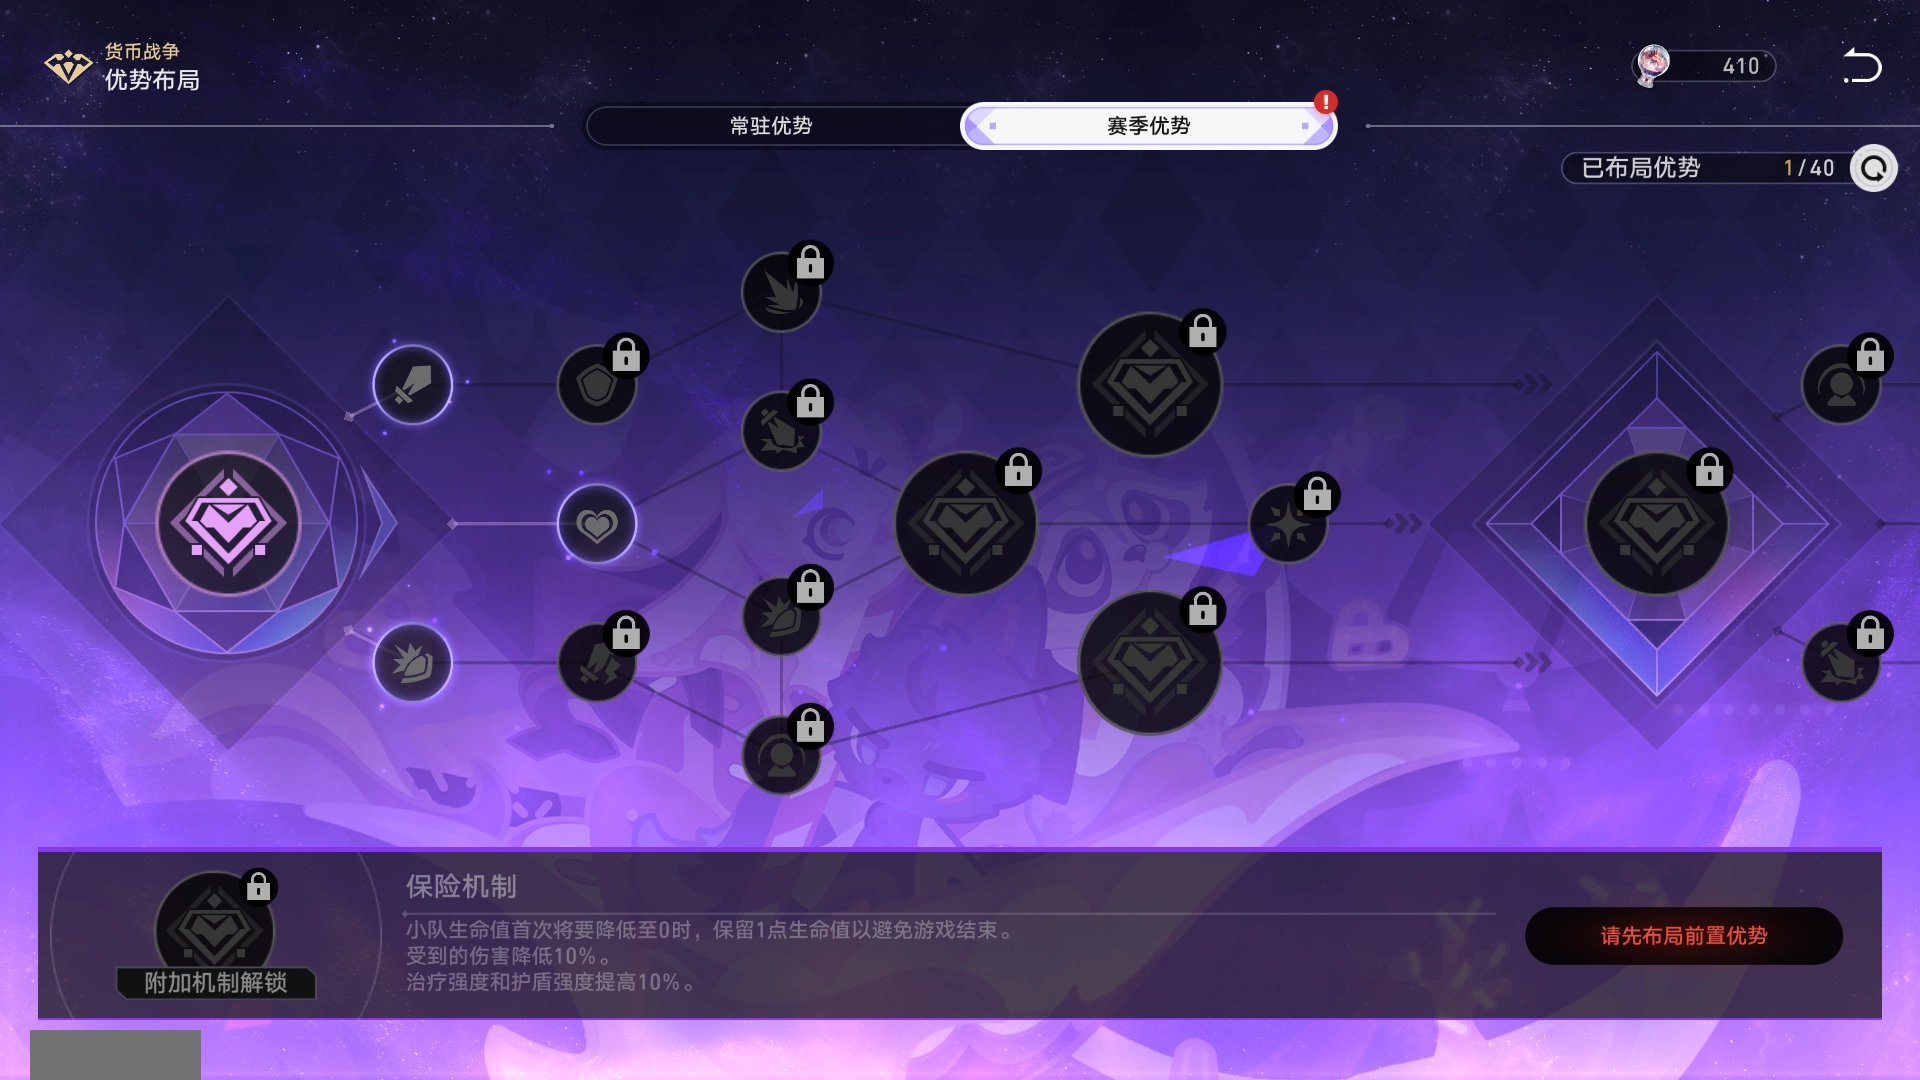 货币战争
优势布局
410
常驻优势
赛季优势
已布局优势 1/40
保险机制
小队生命值首次将要降低至0时，保留1点生命值以避免游戏结束。
受到的伤害降低10%。
治疗强度和护盾强度提高10%。
附加机制解锁
请先布局前置优势